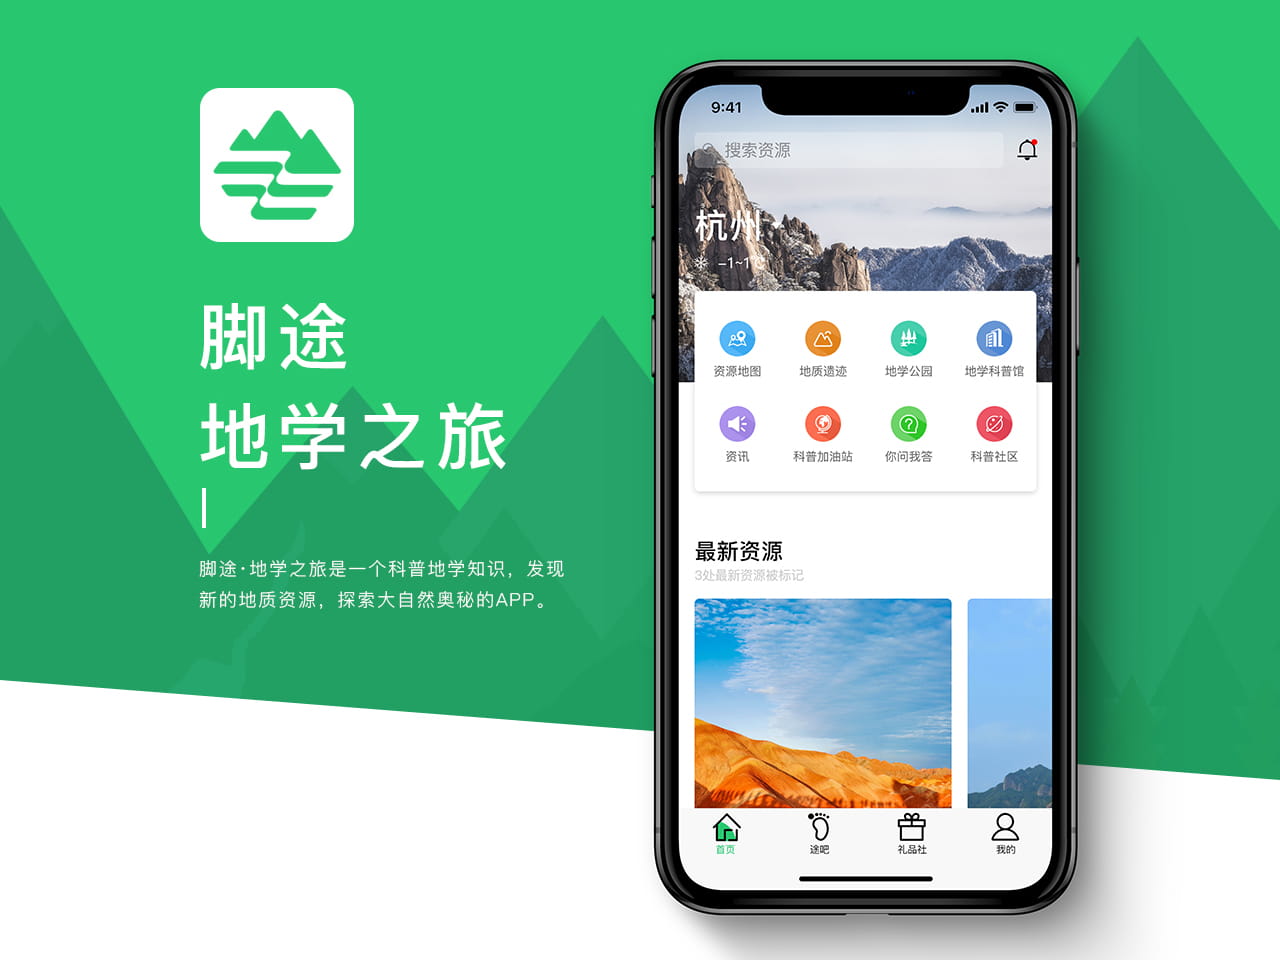 脚途
地学之旅
脚途·地学之旅是一个科普地学知识，发现
新的地质资源，探索大自然奥秘的APP。
9:41
搜索资源
杭州
-1~1°C
资源地图 地质遗迹 地学公园 地学科普馆
资讯 科普加油站 你问我答 科普社区
最新资源
3处最新资源被标记
首页 途吧 礼品社 我的